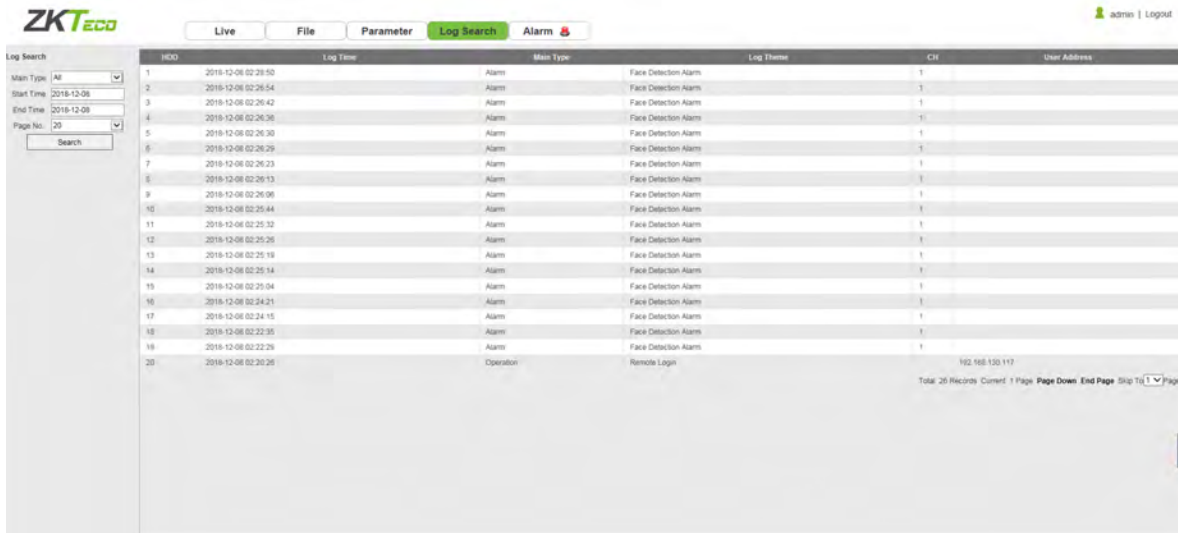 ZKTeco
admin | Logout
Live File Parameter Log Search Alarm
Log Search
Main Type All
Start Time 2018-12-08
End Time 2018-12-08
Page No. 20
Search
HDD Log Time Main Type Log Theme CH User Address
1 2018-12-08 02:28:50 Alarm Face Detection Alarm 1
2 2018-12-08 02:26:54 Alarm Face Detection Alarm 1
3 2018-12-08 02:26:42 Alarm Face Detection Alarm 1
4 2018-12-08 02:26:36 Alarm Face Detection Alarm 1
5 2018-12-08 02:26:30 Alarm Face Detection Alarm 1
6 2018-12-08 02:26:29 Alarm Face Detection Alarm 1
7 2018-12-08 02:26:23 Alarm Face Detection Alarm 1
8 2018-12-08 02:26:13 Alarm Face Detection Alarm 1
9 2018-12-08 02:26:06 Alarm Face Detection Alarm 1
10 2018-12-08 02:25:44 Alarm Face Detection Alarm 1
11 2018-12-08 02:25:32 Alarm Face Detection Alarm 1
12 2018-12-08 02:25:26 Alarm Face Detection Alarm 1
13 2018-12-08 02:25:19 Alarm Face Detection Alarm 1
14 2018-12-08 02:25:14 Alarm Face Detection Alarm 1
15 2018-12-08 02:25:04 Alarm Face Detection Alarm 1
16 2018-12-08 02:24:21 Alarm Face Detection Alarm 1
17 2018-12-08 02:24:15 Alarm Face Detection Alarm 1
18 2018-12-08 02:22:35 Alarm Face Detection Alarm 1
19 2018-12-08 02:22:29 Alarm Face Detection Alarm 1
20 2018-12-08 02:20:26 Operation Remote Login 192.168.130.117
Total 26 Records Current 1 Page Page Down End Page Skip To 1 Page